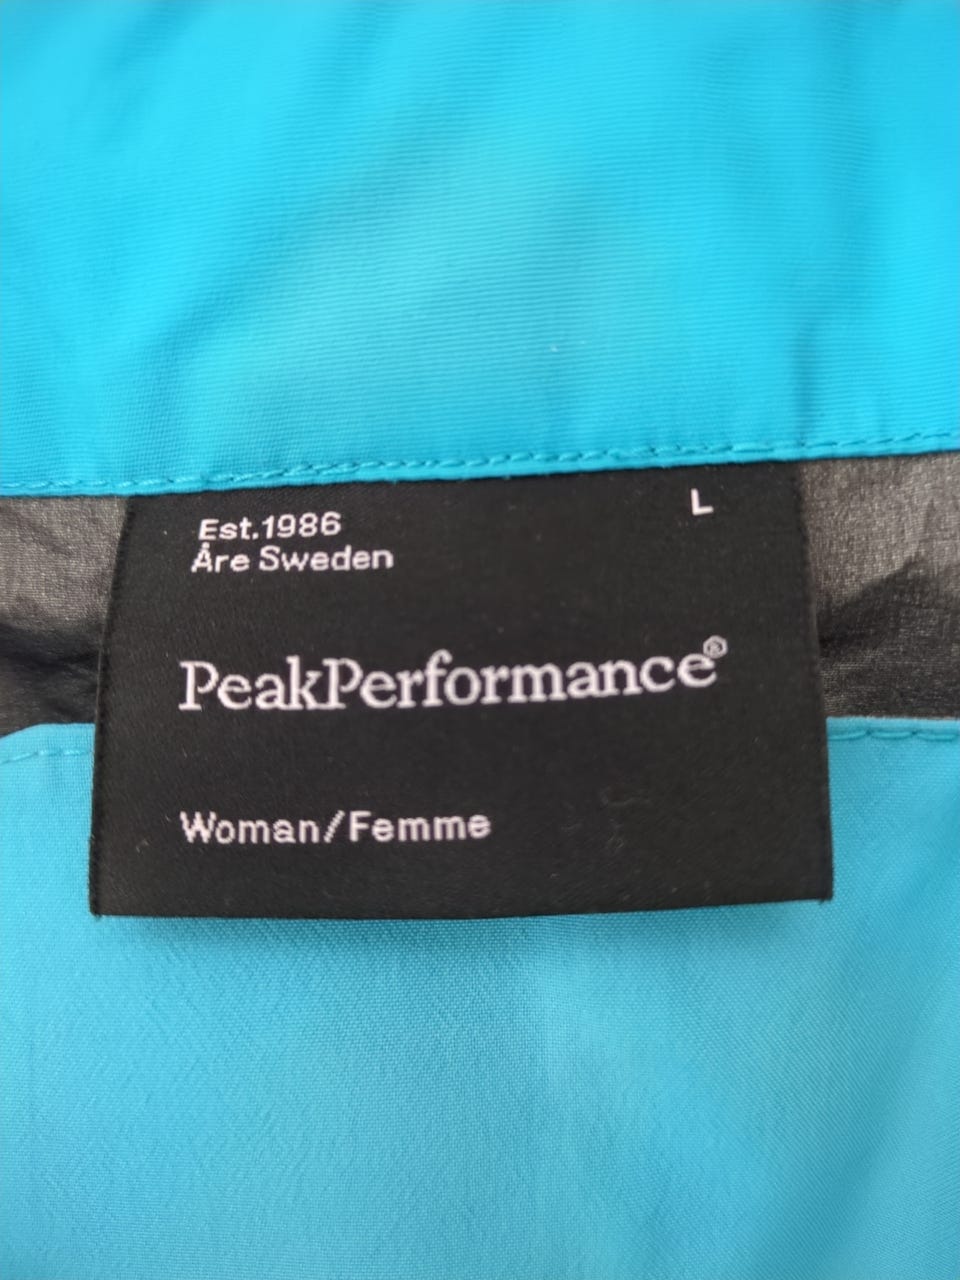 Est.1986
L
Åre Sweden
PeakPerformance®
Woman/Femme